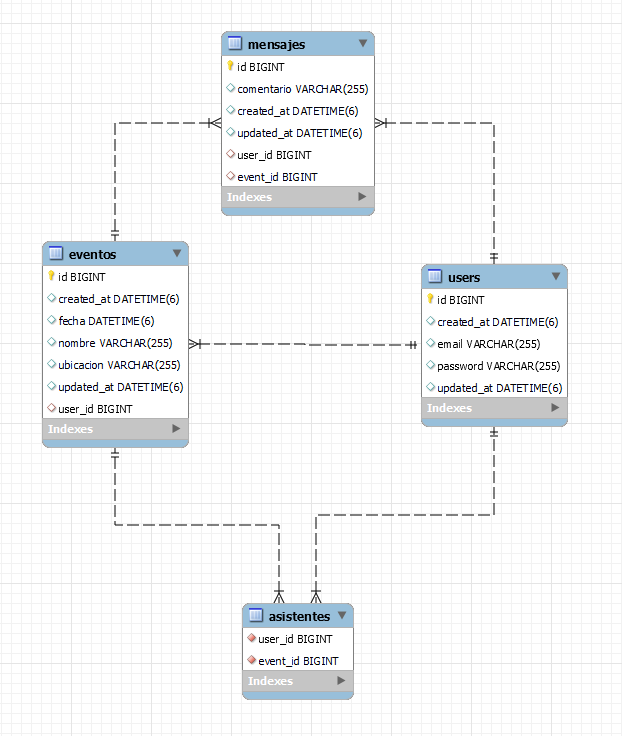 mensajes
id BIGINT
comentario VARCHAR(255)
created_at DATETIME(6)
updated_at DATETIME(6)
user_id BIGINT
event_id BIGINT
Indexes
eventos
id BIGINT
created_at DATETIME(6)
fecha DATETIME(6)
nombre VARCHAR(255)
ubicacion VARCHAR(255)
updated_at DATETIME(6)
user_id BIGINT
Indexes
users
id BIGINT
created_at DATETIME(6)
email VARCHAR(255)
password VARCHAR(255)
updated_at DATETIME(6)
Indexes
asistentes
user_id BIGINT
event_id BIGINT
Indexes